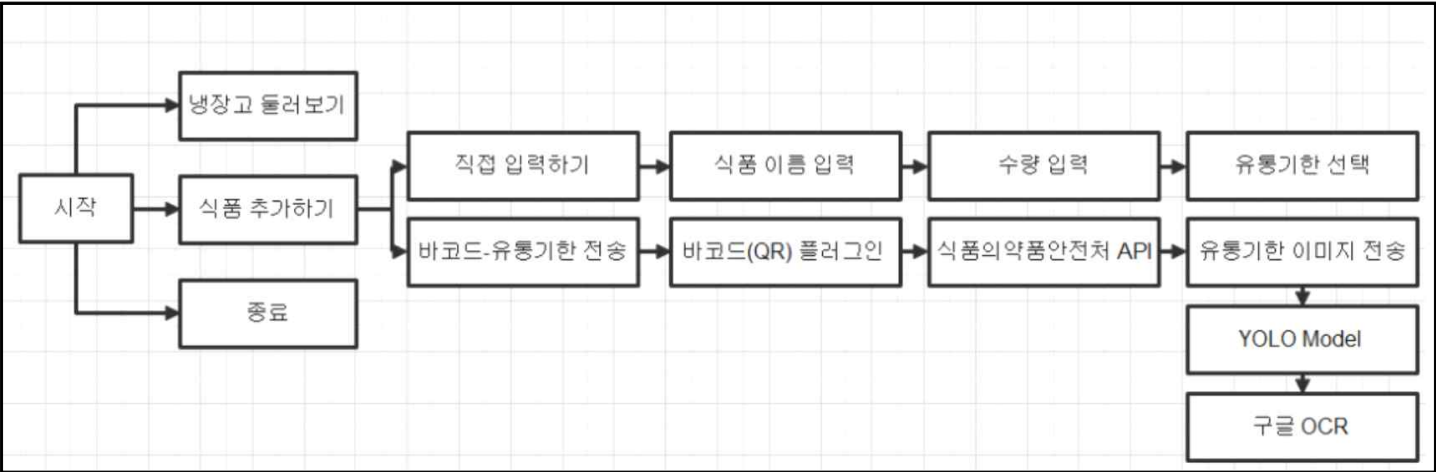 냉장고 둘러보기
직접 입력하기
식품 이름 입력
수량 입력
유통기한 선택
시작
식품 추가하기
바코드-유통기한 전송
바코드(QR) 플러그인
식품의약품안전처 API
유통기한 이미지 전송
종료
YOLO Model
구글 OCR